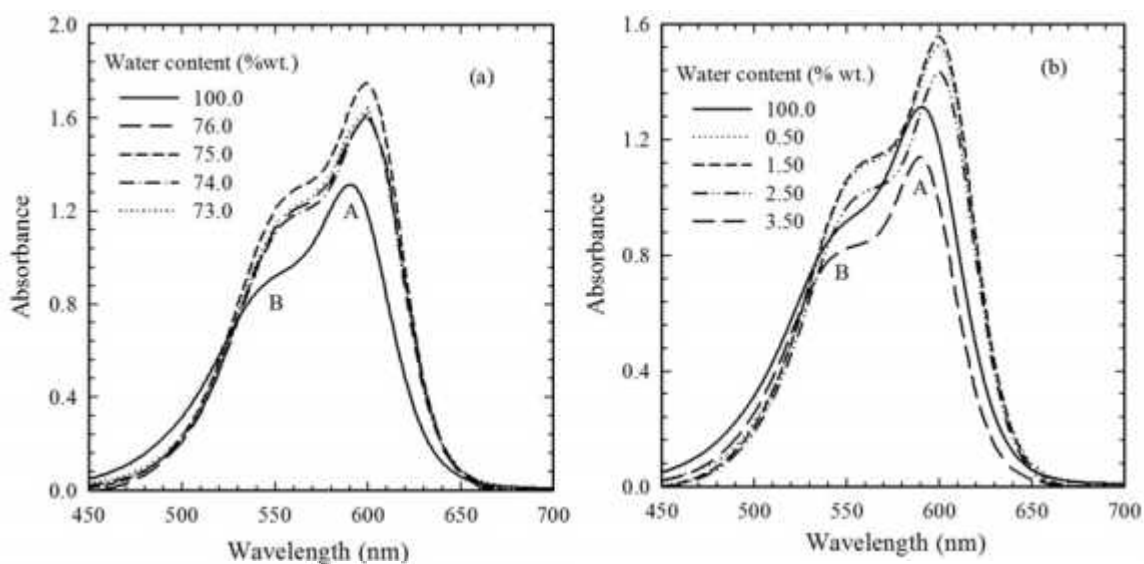 2.0
1.6
1.2
0.8
0.4
0.0
Absorbance
Water content (%wt.)
100.0
76.0
75.0
74.0
73.0
(a)
A
B
450 500 550 600 650 700
Wavelength (nm)
1.6
1.2
0.8
0.4
0.0
Absorbance
Water content (% wt.)
100.0
0.50
1.50
2.50
3.50
(b)
A
B
450 500 550 600 650 700
Wavelength (nm)